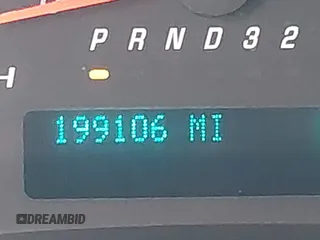 P R N D 3 2
H
199106 MI
DREAMBID